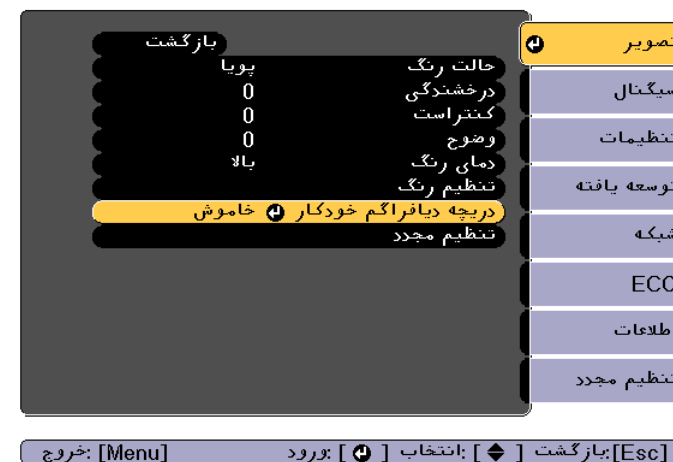 بازگشت
حالت رنگ پویا
درخشندگی 0
کنتراست 0
وضوح 0
دمای رنگ بالا
تنظیم رنگ
دریچه دیافراگم خودکار خاموش
تنظیم مجدد
تصویر
سیگنال
تنظیمات
توسعه یافته
شبکه
ECO
اطلاعات
تنظیم مجدد
[Esc]:بازگشت [ ]:انتخاب [ ]:ورود [Menu]:خروج